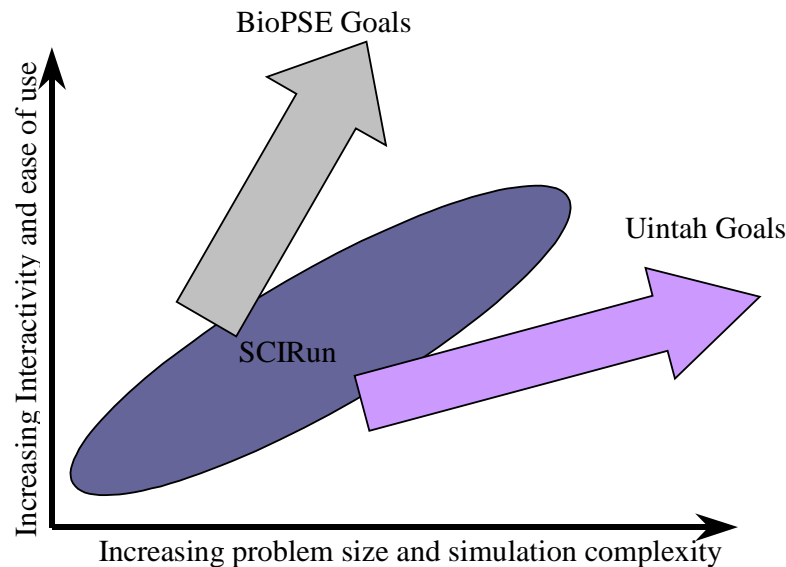 BioPSE Goals
Increasing Interactivity and ease of use
Uintah Goals
SCIRun
Increasing problem size and simulation complexity